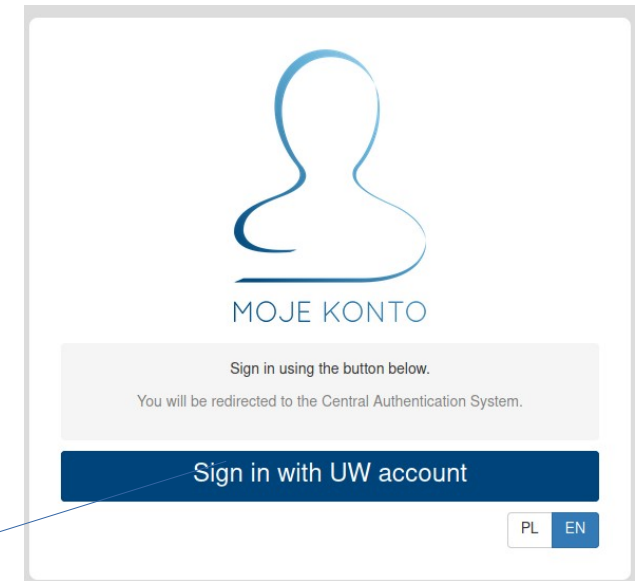 MOJE KONTO
Sign in using the button below.
You will be redirected to the Central Authentication System.
Sign in with UW account
PL EN